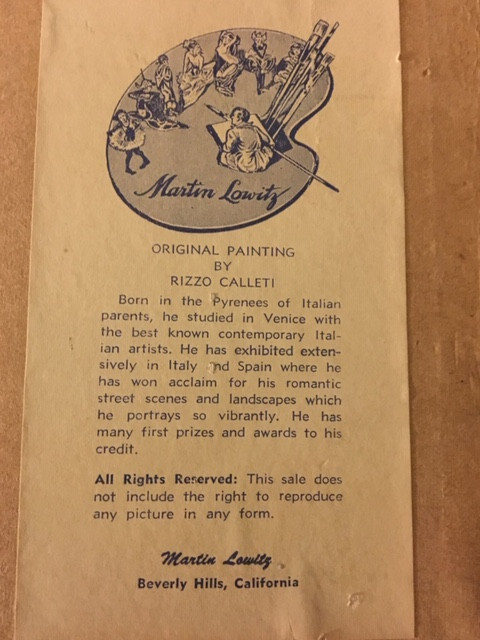 Martin Lowitz
ORIGINAL PAINTING
BY
RIZZO CALLETI
Born in the Pyrenees of Italian
parents, he studied in Venice with
the best known contemporary Ital-
ian artists. He has exhibited exten-
sively in Italy and Spain where he
has won acclaim for his romantic
street scenes and landscapes which
he portrays so vibrantly. He has
many first prizes and awards to his
credit.
All Rights Reserved: This sale does
not include the right to reproduce
any picture in any form.
Martin Lowitz
Beverly Hills, California